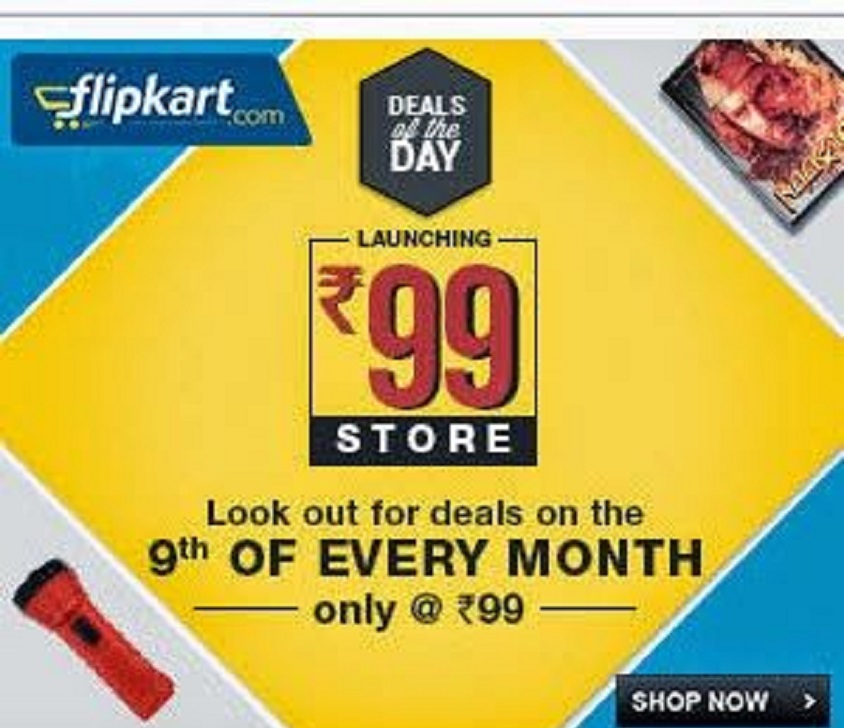 flipkart.com
DEALS
of the
DAY
LAUNCHING
₹99
STORE
Look out for deals on the
9th OF EVERY MONTH
only @ ₹99
SHOP NOW >